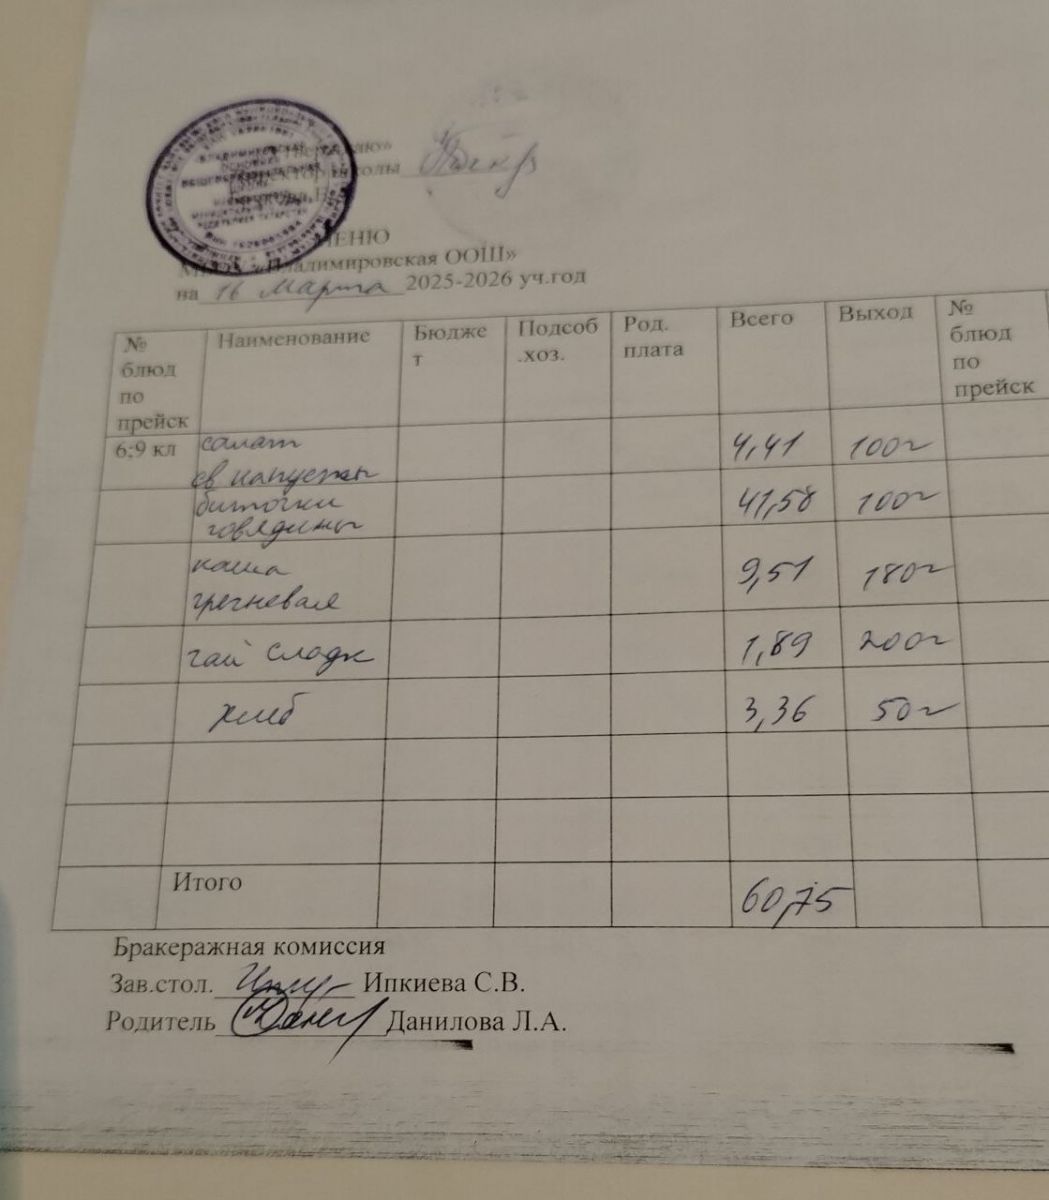 директор школы
МЕНЮ
«Владимировская ООШ»
на 16 марта 2025-2026 уч.год
№ блюд по прейск Наименование Бюджет Подсоб.хоз. Род. плата Всего Выход № блюд по прейск
6:9 кл салат св капусты 4,41 100г
биточки говядины 41,58 100г
каша гречневая 9,51 180г
чай сладк 1,89 200г
хлеб 3,36 50г
Итого 60,75
Бракеражная комиссия
Зав.стол. Ипкиева С.В.
Родитель Данилова Л.А.